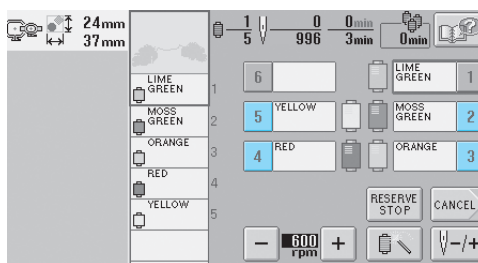 24mm
37mm
1
5
0
996
0min
3min
0min
LIME
GREEN
1
MOSS
GREEN
2
ORANGE
3
RED
4
YELLOW
5
6
LIME
GREEN
1
5
YELLOW
MOSS
GREEN
2
4
RED
ORANGE
3
RESERVE
STOP
CANCEL
−
600
rpm
+
−/+